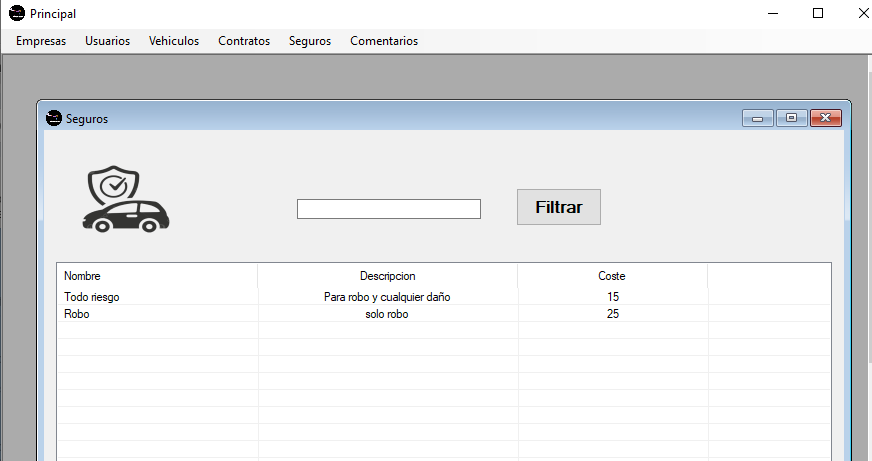 Principal
Empresas Usuarios Vehiculos Contratos Seguros Comentarios
Seguros
Filtrar
Nombre Descripcion Coste
Todo riesgo Para robo y cualquier daño 15
Robo solo robo 25